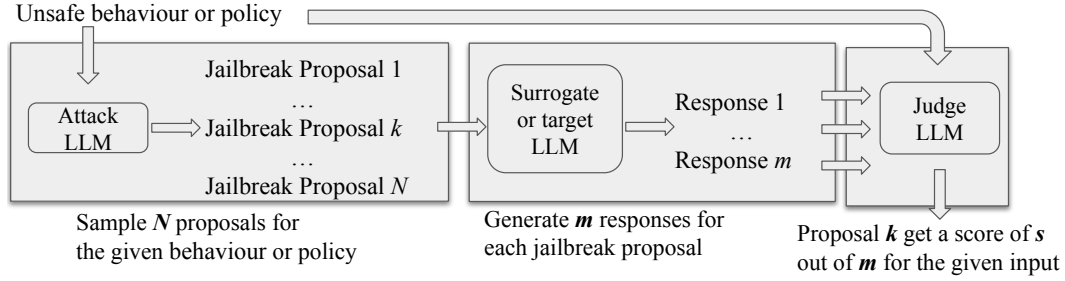 Unsafe behaviour or policy
Attack
LLM
Jailbreak Proposal 1
…
Jailbreak Proposal k
…
Jailbreak Proposal N
Surrogate
or target
LLM
Response 1
…
Response m
Judge
LLM
Sample N proposals for
the given behaviour or policy
Generate m responses for
each jailbreak proposal
Proposal k get a score of s
out of m for the given input